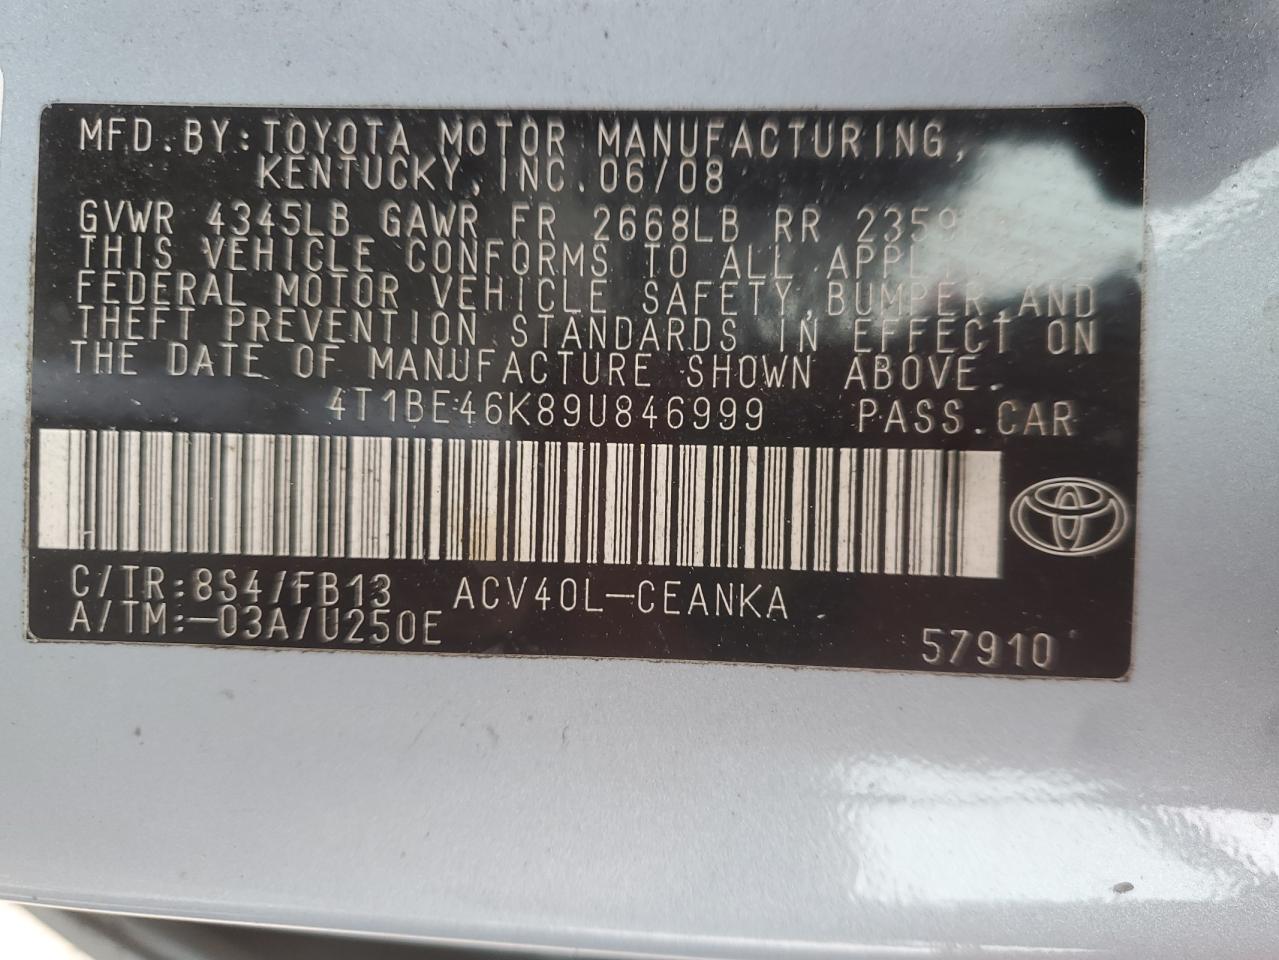 MFD. BY: TOYOTA MOTOR MANUFACTURING,
KENTUCKY, INC. 06/08
GVWR 4345LB GAWR FR 2668LB RR
THIS VEHICLE CONFORMS TO ALL
FEDERAL MOTOR VEHICLE SAFETY, BUMPER, AND
THEFT PREVENTION STANDARDS IN EFFECT ON
THE DATE OF MANUFACTURE SHOWN ABOVE.
4T1BE46K89U846999 PASS. CAR
C/TR: 8S4/FB13 ACV40L-CEANKA
A/TM: -03A/U250E
57910